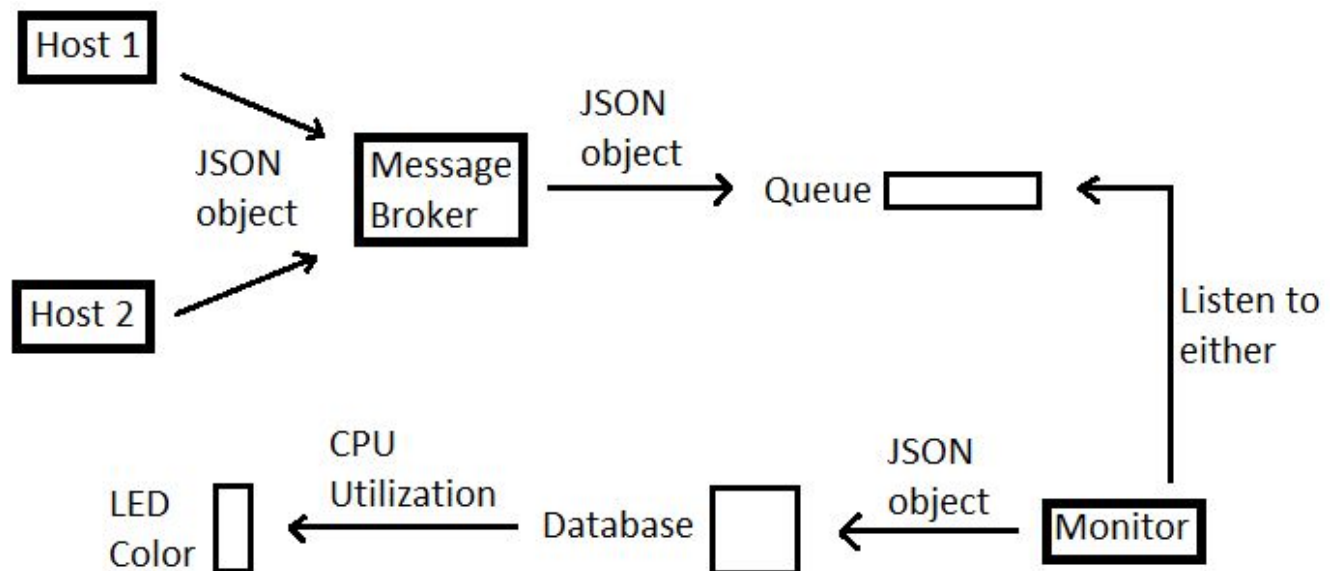 Host 1
JSON
object
Message
Broker
JSON
object
Queue
Host 2
Listen to
either
CPU
Utilization
LED
Color
Database
JSON
object
Monitor